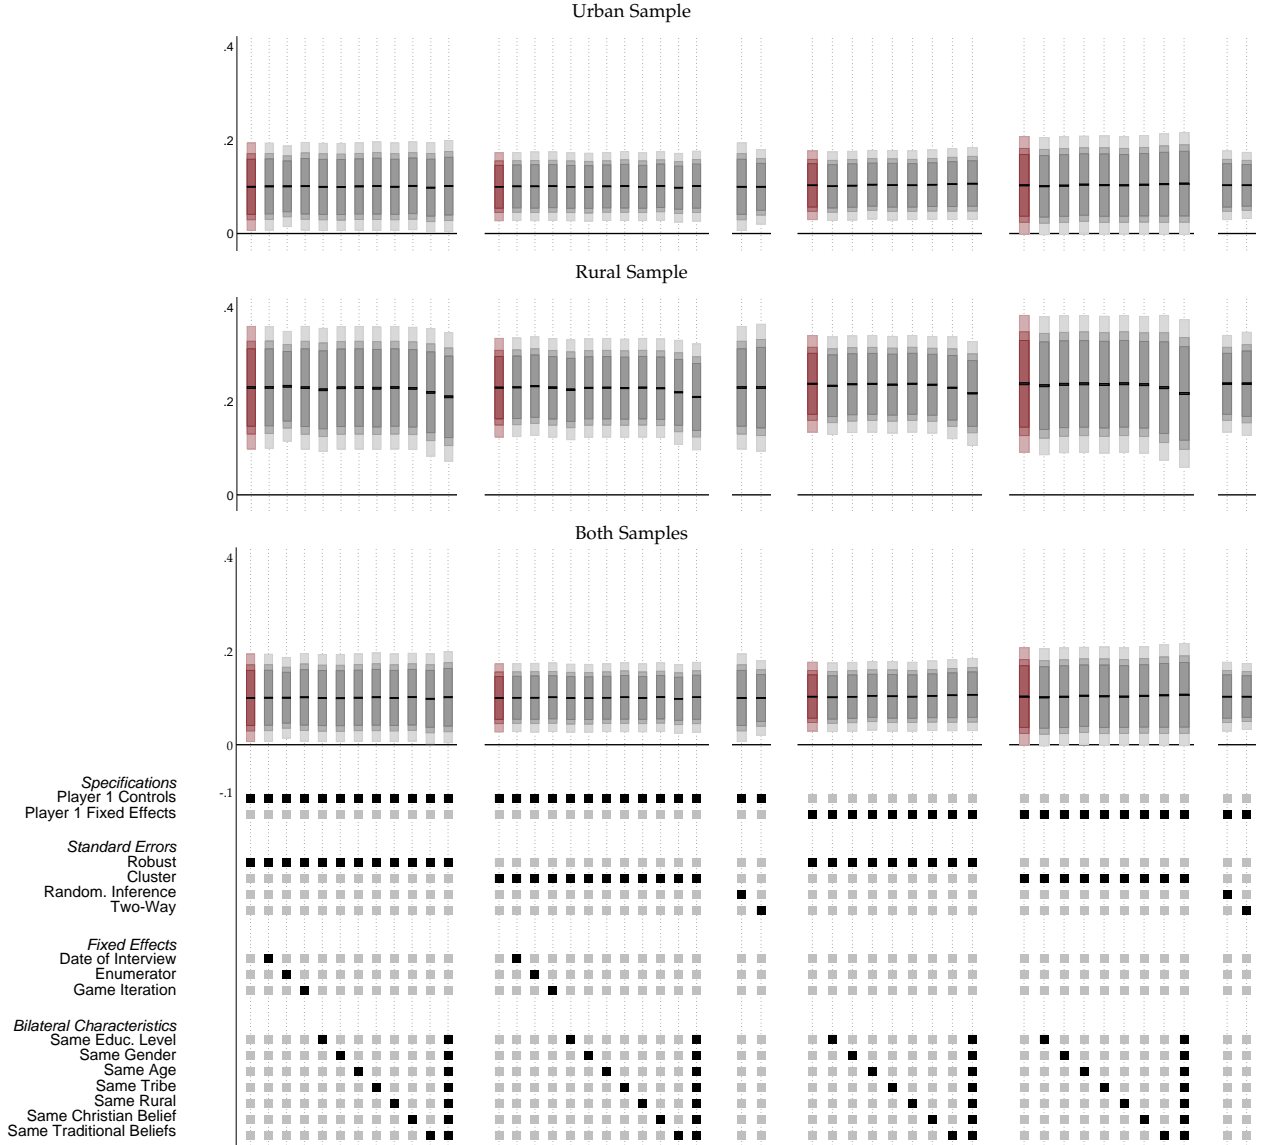 Urban Sample
.4
.2
0
Rural Sample
.4
.2
0
Both Samples
.4
.2
0
-.1
Specifications
Player 1 Controls
Player 1 Fixed Effects
Standard Errors
Robust
Cluster
Random. Inference
Two-Way
Fixed Effects
Date of Interview
Enumerator
Game Iteration
Bilateral Characteristics
Same Educ. Level
Same Gender
Same Age
Same Tribe
Same Rural
Same Christian Belief
Same Traditional Beliefs